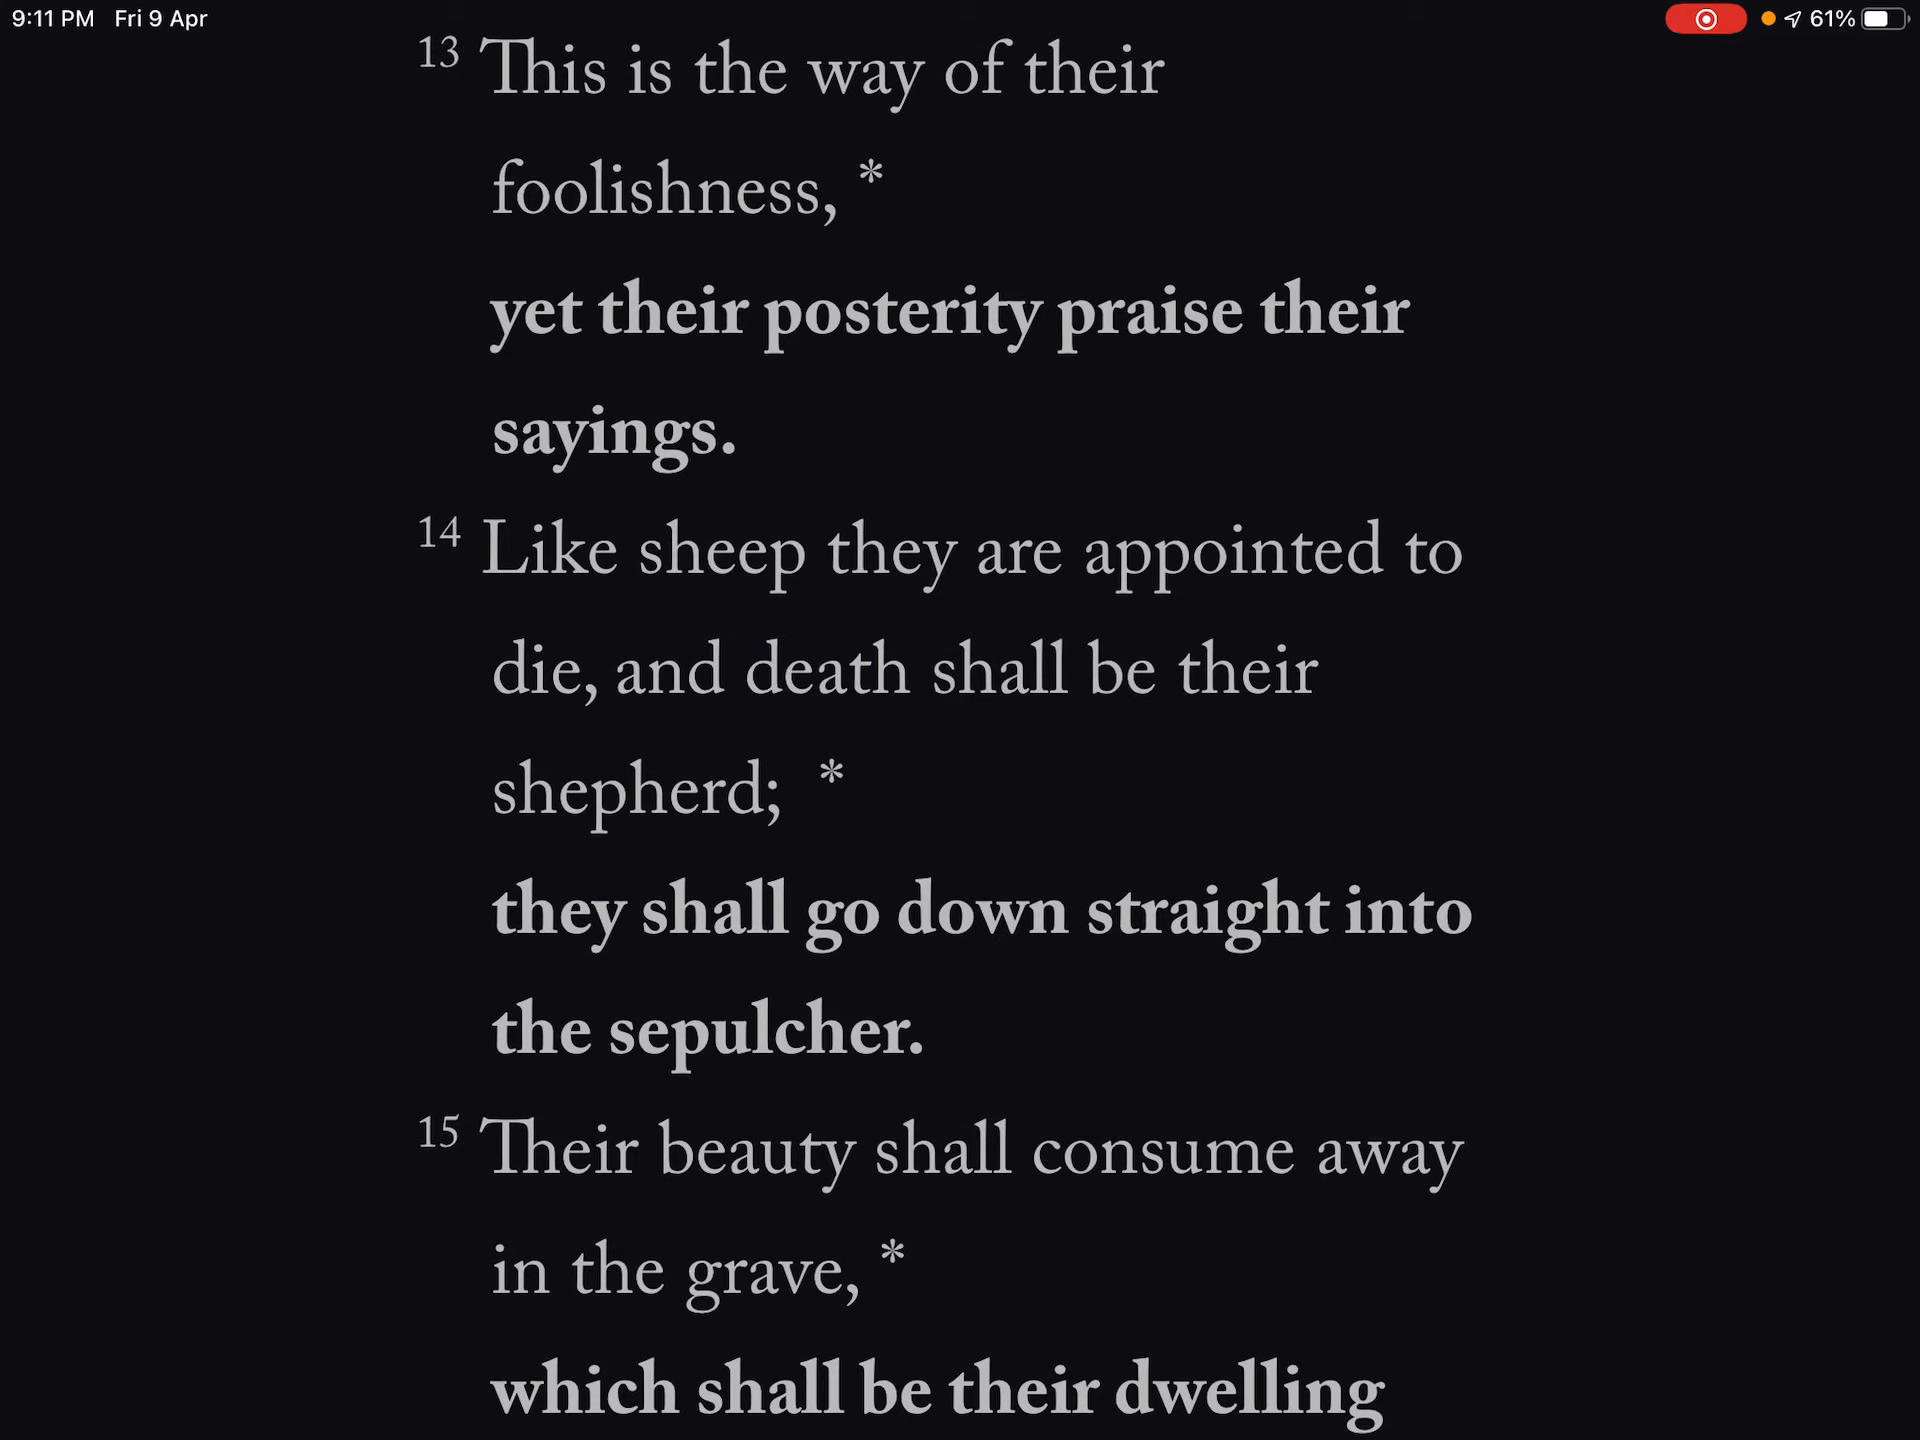 9:11 PM Fri 9 Apr 61%
13 This is the way of their
foolishness, *
yet their posterity praise their
sayings.
14 Like sheep they are appointed to
die, and death shall be their
shepherd; *
they shall go down straight into
the sepulcher.
15 Their beauty shall consume away
in the grave, *
which shall be their dwelling